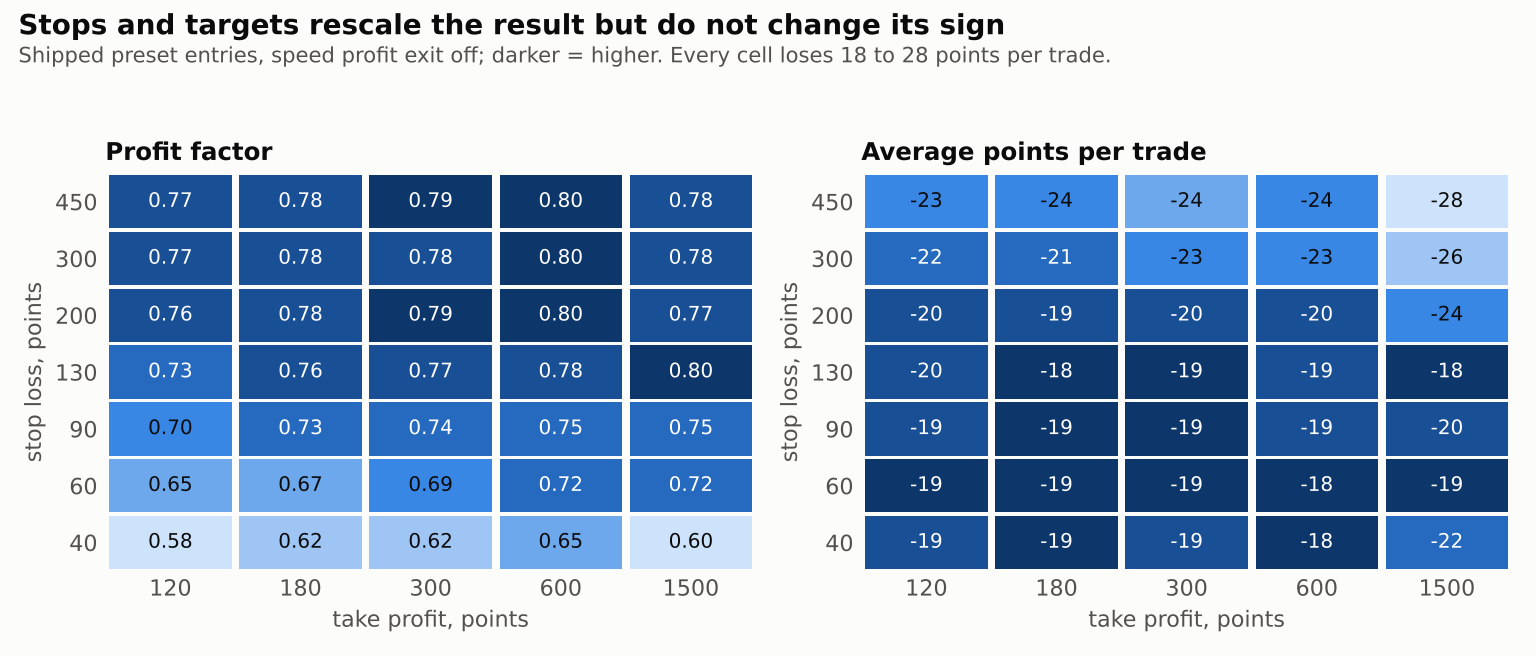 Stops and targets rescale the result but do not change its sign
Shipped preset entries, speed profit exit off; darker = higher. Every cell loses 18 to 28 points per trade.
Profit factor
stop loss, points
450 0.77 0.78 0.79 0.80 0.78
300 0.77 0.78 0.78 0.80 0.78
200 0.76 0.78 0.79 0.80 0.77
130 0.73 0.76 0.77 0.78 0.80
90 0.70 0.73 0.74 0.75 0.75
60 0.65 0.67 0.69 0.72 0.72
40 0.58 0.62 0.62 0.65 0.60
120 180 300 600 1500
take profit, points
Average points per trade
stop loss, points
450 -23 -24 -24 -24 -28
300 -22 -21 -23 -23 -26
200 -20 -19 -20 -20 -24
130 -20 -18 -19 -19 -18
90 -19 -19 -19 -19 -20
60 -19 -19 -19 -18 -19
40 -19 -19 -19 -18 -22
120 180 300 600 1500
take profit, points